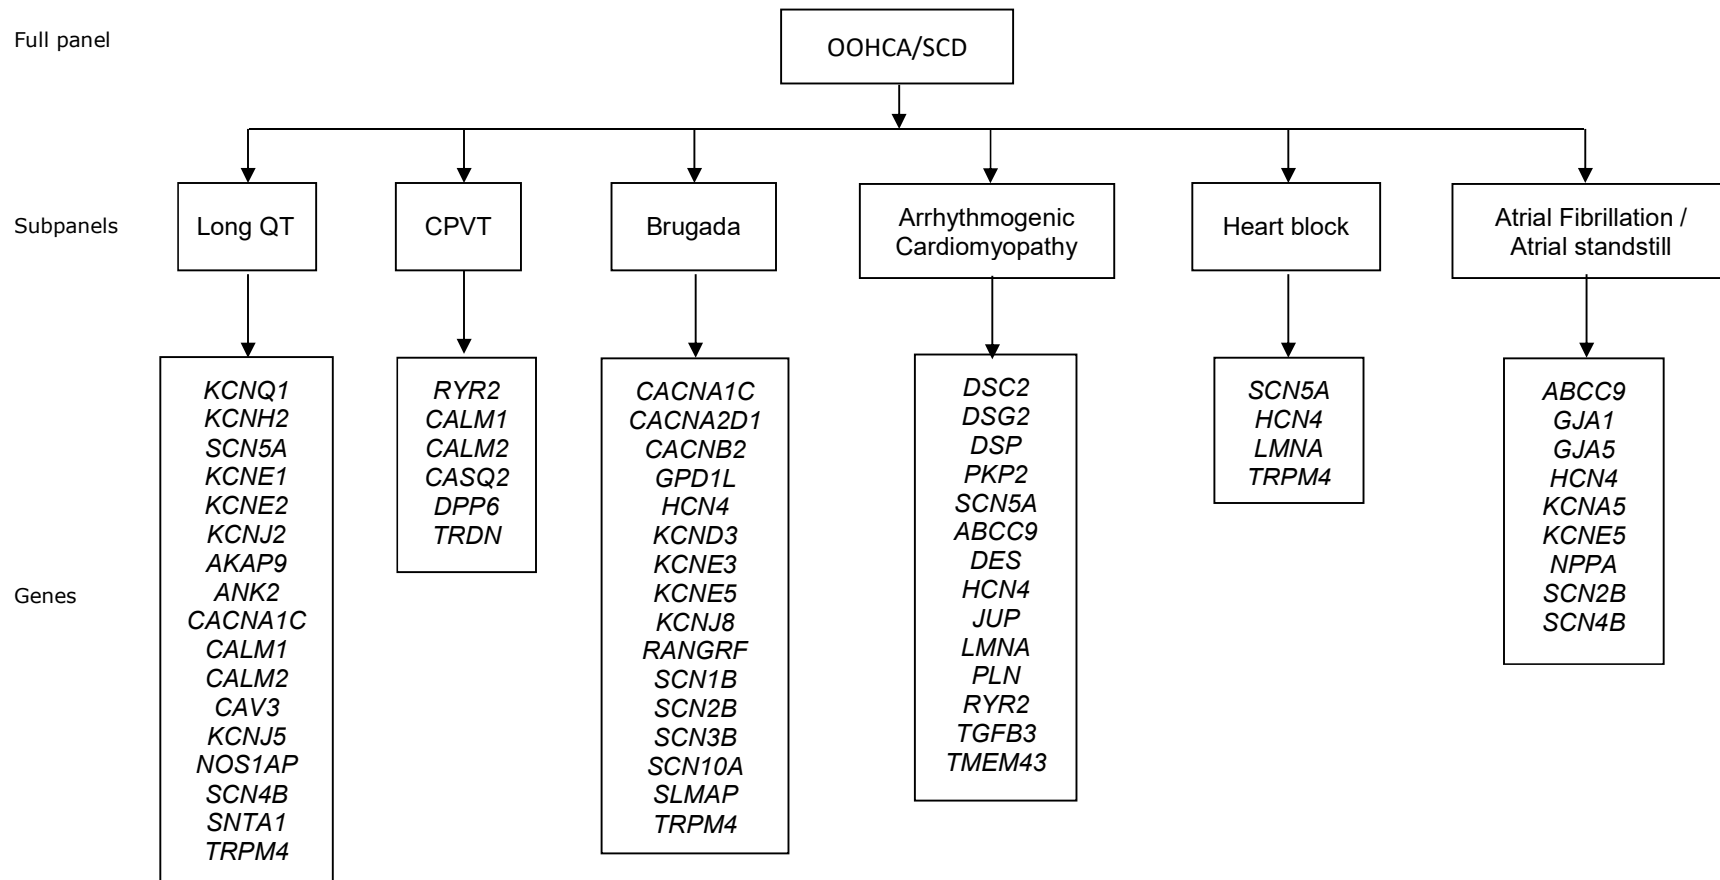 Full panel
OOHCA/SCD
Subpanels
Long QT
CPVT
Brugada
Arrhythmogenic
Cardiomyopathy
Heart block
Atrial Fibrillation /
Atrial standstill
Genes
KCNQ1
KCNH2
SCN5A
KCNE1
KCNE2
KCNJ2
AKAP9
ANK2
CACNA1C
CALM1
CALM2
CAV3
KCNJ5
NOS1AP
SCN4B
SNTA1
TRPM4
RYR2
CALM1
CALM2
CASQ2
DPP6
TRDN
CACNA1C
CACNA2D1
CACNB2
GPD1L
HCN4
KCND3
KCNE3
KCNE5
KCNJ8
RANGRF
SCN1B
SCN2B
SCN3B
SCN10A
SLMAP
TRPM4
DSC2
DSG2
DSP
PKP2
SCN5A
ABCC9
DES
HCN4
JUP
LMNA
PLN
RYR2
TGFB3
TMEM43
SCN5A
HCN4
LMNA
TRPM4
ABCC9
GJA1
GJA5
HCN4
KCNA5
KCNE5
NPPA
SCN2B
SCN4B